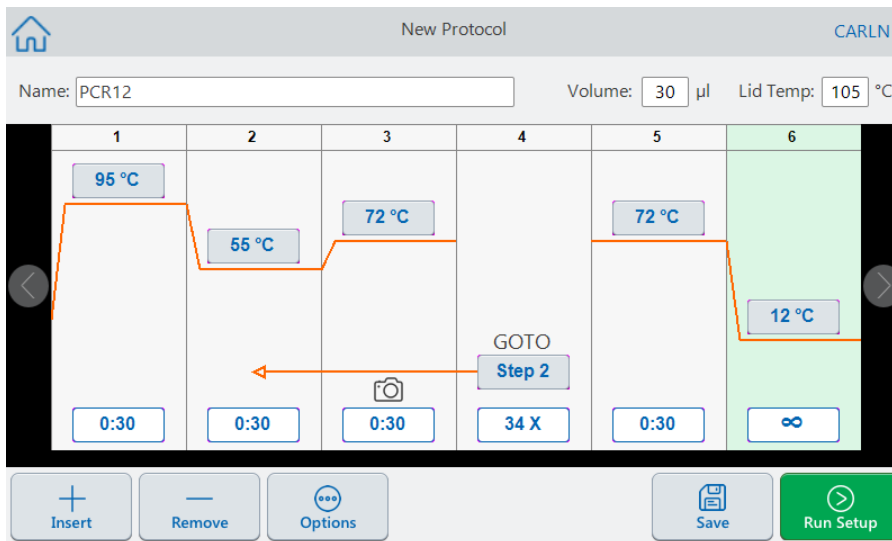 New Protocol
CARLN
Name: PCR12 Volume: 30 µl Lid Temp: 105 °C
1 2 3 4 5 6
95 °C
72 °C 72 °C
55 °C
12 °C
GOTO
Step 2
0:30 0:30 0:30 34 X 0:30 ∞
Insert Remove Options Save Run Setup